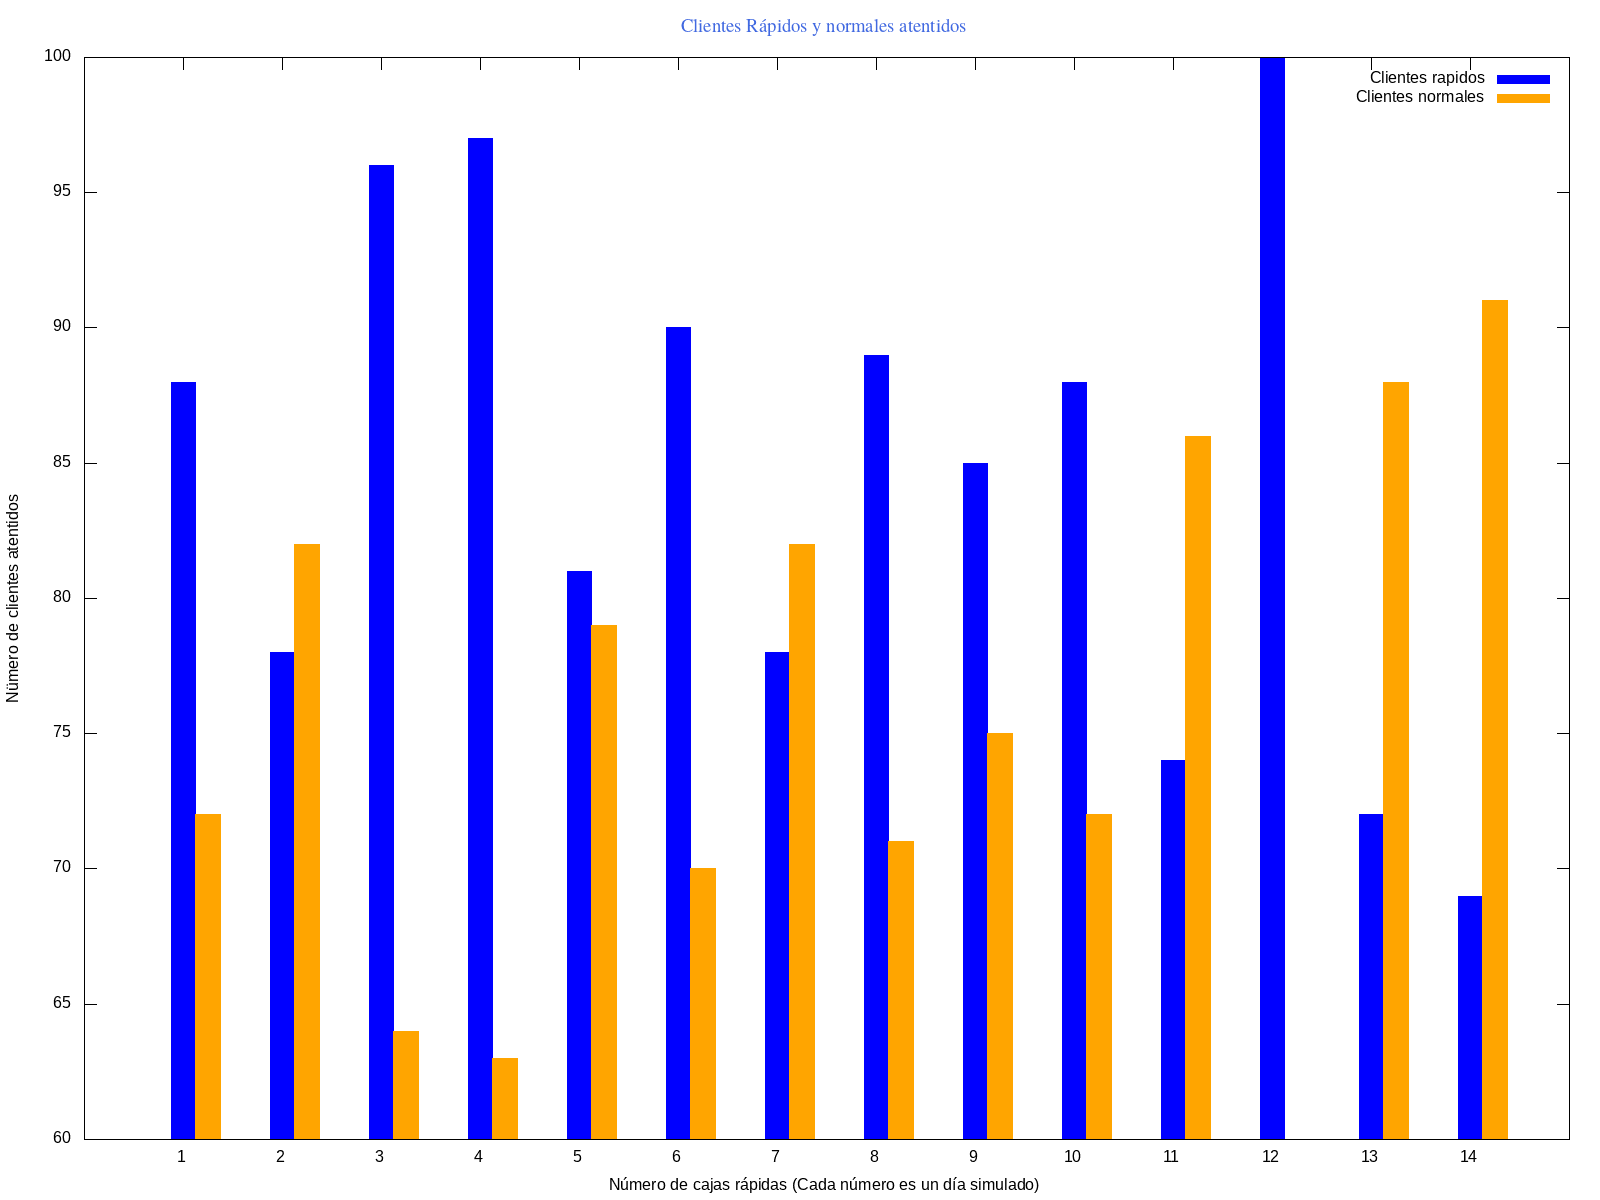 Clientes Rápidos y normales atentidos
Clientes rapidos
Clientes normales
100
95
90
85
80
75
70
65
60
Número de clientes atentidos
1 2 3 4 5 6 7 8 9 10 11 12 13 14
Número de cajas rápidas (Cada número es un día simulado)